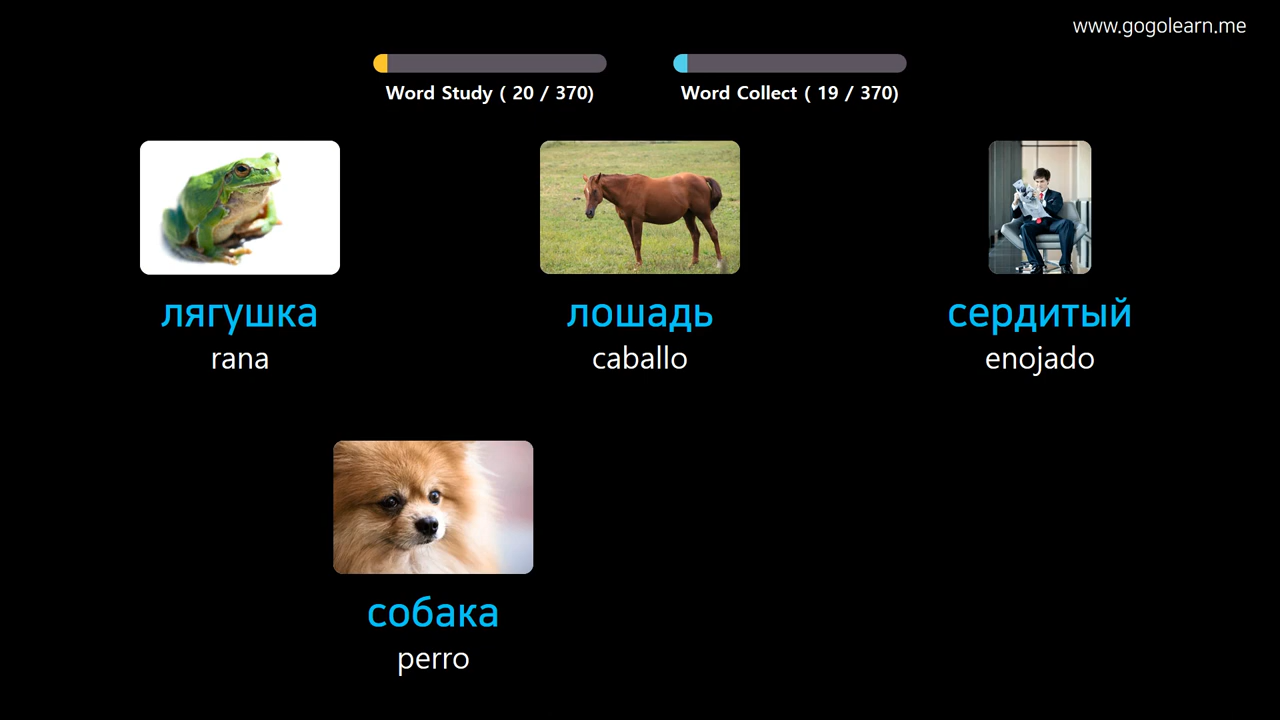 www.gogolearn.me
Word Study ( 20 / 370)
Word Collect ( 19 / 370)
лягушка
rana
лошадь
caballo
сердитый
enojado
собака
perro